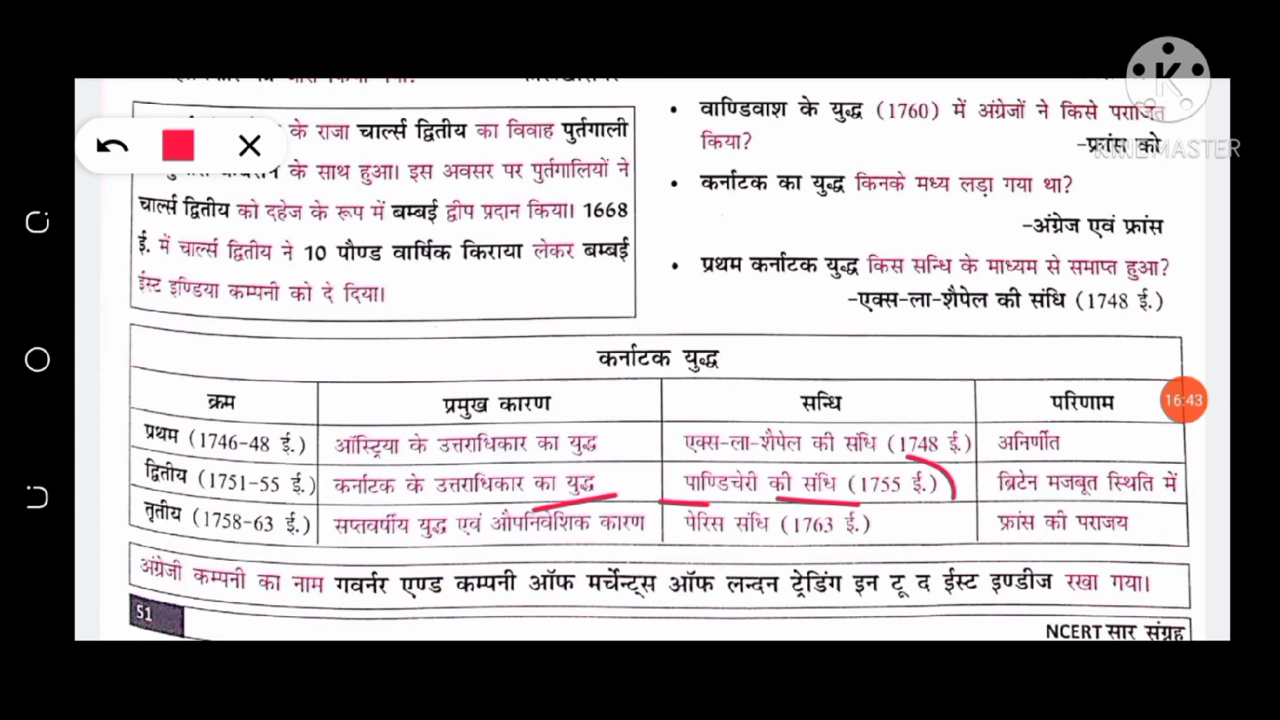 के राजा चार्ल्स द्वितीय का विवाह पुर्तगाली
के साथ हुआ। इस अवसर पर पुर्तगालियों ने
चार्ल्स द्वितीय को दहेज के रूप में बम्बई द्वीप प्रदान किया। 1668
ई. में चार्ल्स द्वितीय ने 10 पौण्ड वार्षिक किराया लेकर बम्बई
ईस्ट इण्डिया कम्पनी को दे दिया।
• वाण्डिवाश के युद्ध (1760) में अंग्रेजों ने किसे पराजित
किया? -फ्रांस को
• कर्नाटक का युद्ध किनके मध्य लड़ा गया था?
-अंग्रेज एवं फ्रांस
• प्रथम कर्नाटक युद्ध किस सन्धि के माध्यम से समाप्त हुआ?
-एक्स-ला-शैपेल की संधि (1748 ई.)
K
KINEMASTER
कर्नाटक युद्ध
क्रम प्रमुख कारण सन्धि परिणाम
16:43
प्रथम (1746-48 ई.) ऑस्ट्रिया के उत्तराधिकार का युद्ध एक्स-ला-शैपेल की संधि (1748 ई.) अनिर्णीत
द्वितीय (1751-55 ई.) कर्नाटक के उत्तराधिकार का युद्ध पाण्डिचेरी की संधि (1755 ई.) ब्रिटेन मजबूत स्थिति में
तृतीय (1758-63 ई.) सप्तवर्षीय युद्ध एवं औपनिवेशिक कारण पेरिस संधि (1763 ई.) फ्रांस की पराजय
अंग्रेजी कम्पनी का नाम गवर्नर एण्ड कम्पनी ऑफ मर्चेन्ट्स ऑफ लन्दन ट्रेडिंग इन टू द ईस्ट इण्डीज रखा गया।
51
NCERT सार संग्रह